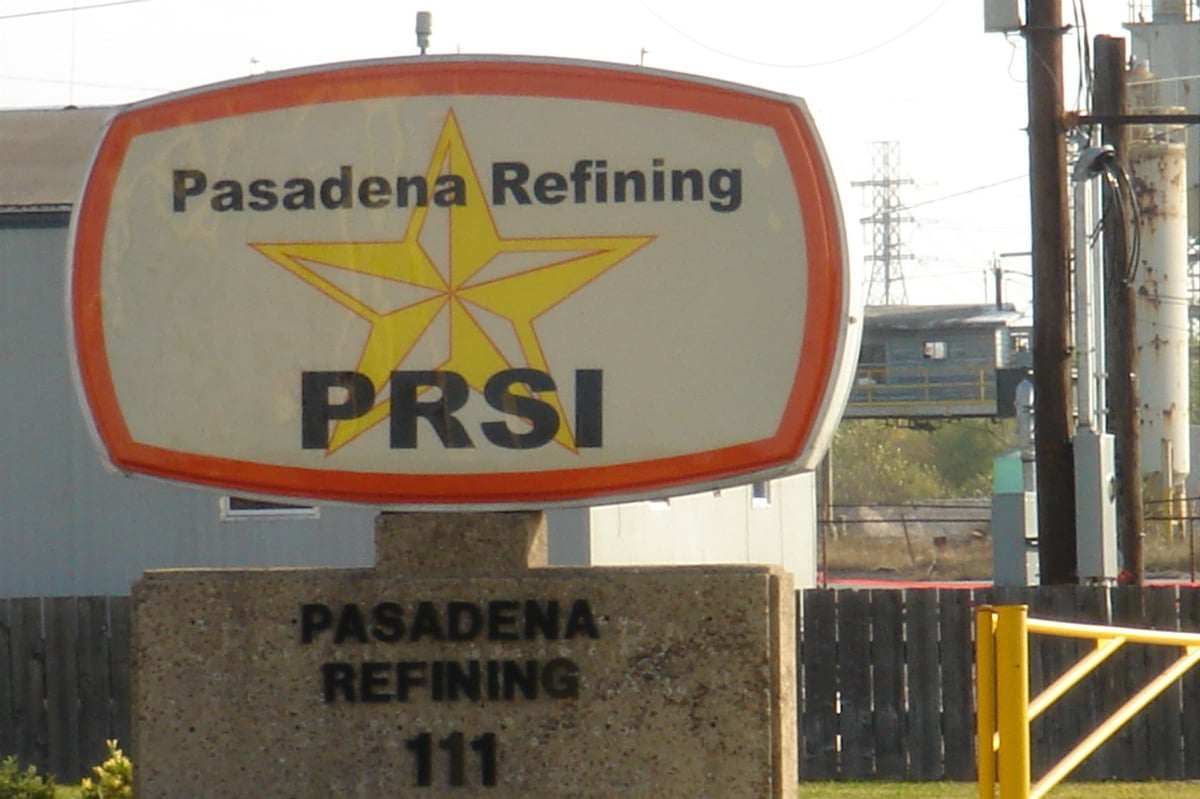 Pasadena Refining
PRSI
PASADENA
REFINING
111